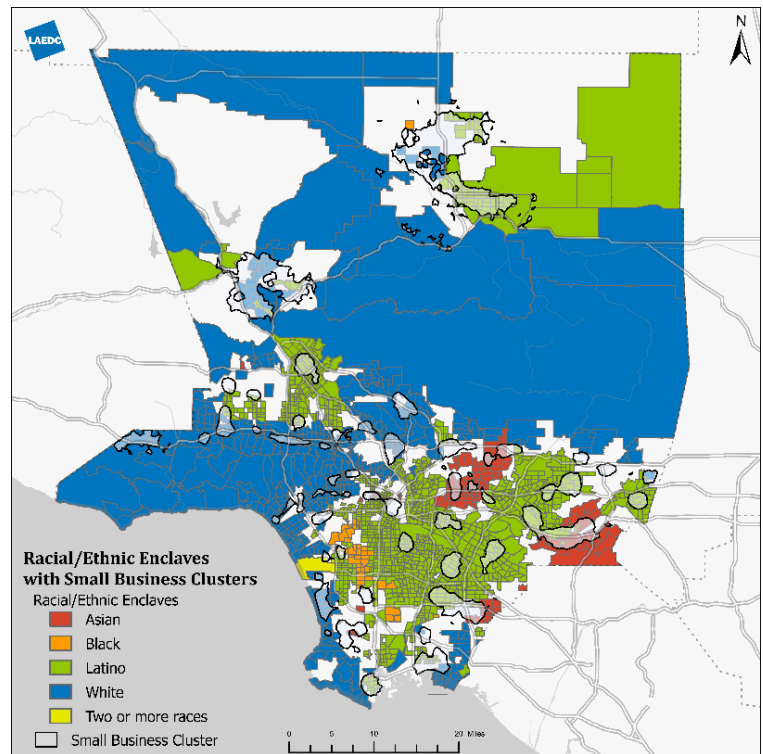 LAEDC
N
Racial/Ethnic Enclaves
with Small Business Clusters
Racial/Ethnic Enclaves
Asian
Black
Latino
White
Two or more races
Small Business Cluster
0 5 10 20 Miles